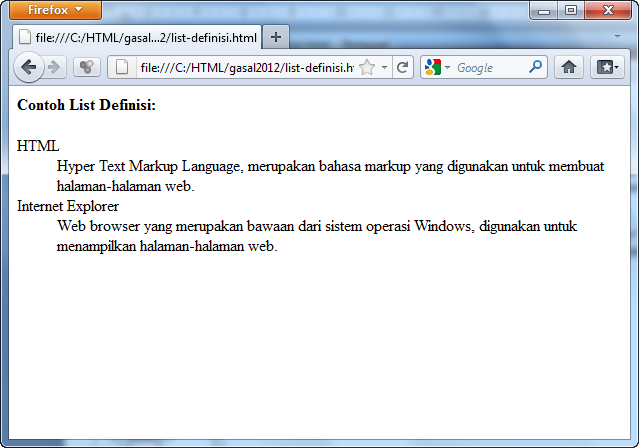 Firefox
file:///C:/HTML/gasal...2/list-definisi.html
file:///C:/HTML/gasal2012/list-definisi.h
Google
Contoh List Definisi:
HTML
Hyper Text Markup Language, merupakan bahasa markup yang digunakan untuk membuat
halaman-halaman web.
Internet Explorer
Web browser yang merupakan bawaan dari sistem operasi Windows, digunakan untuk
menampilkan halaman-halaman web.